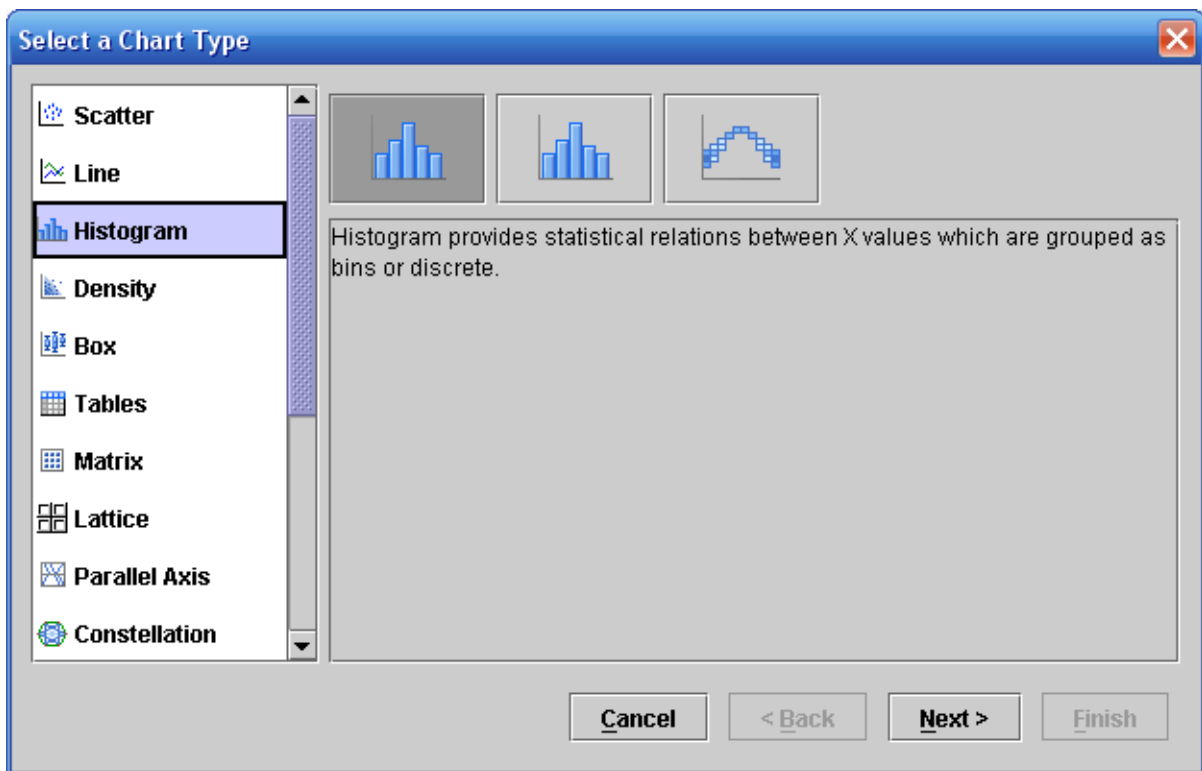 Select a Chart Type
Scatter
Line
Histogram
Density
Box
Tables
Matrix
Lattice
Parallel Axis
Constellation
Histogram provides statistical relations between X values which are grouped as
bins or discrete.
Cancel
< Back
Next >
Finish